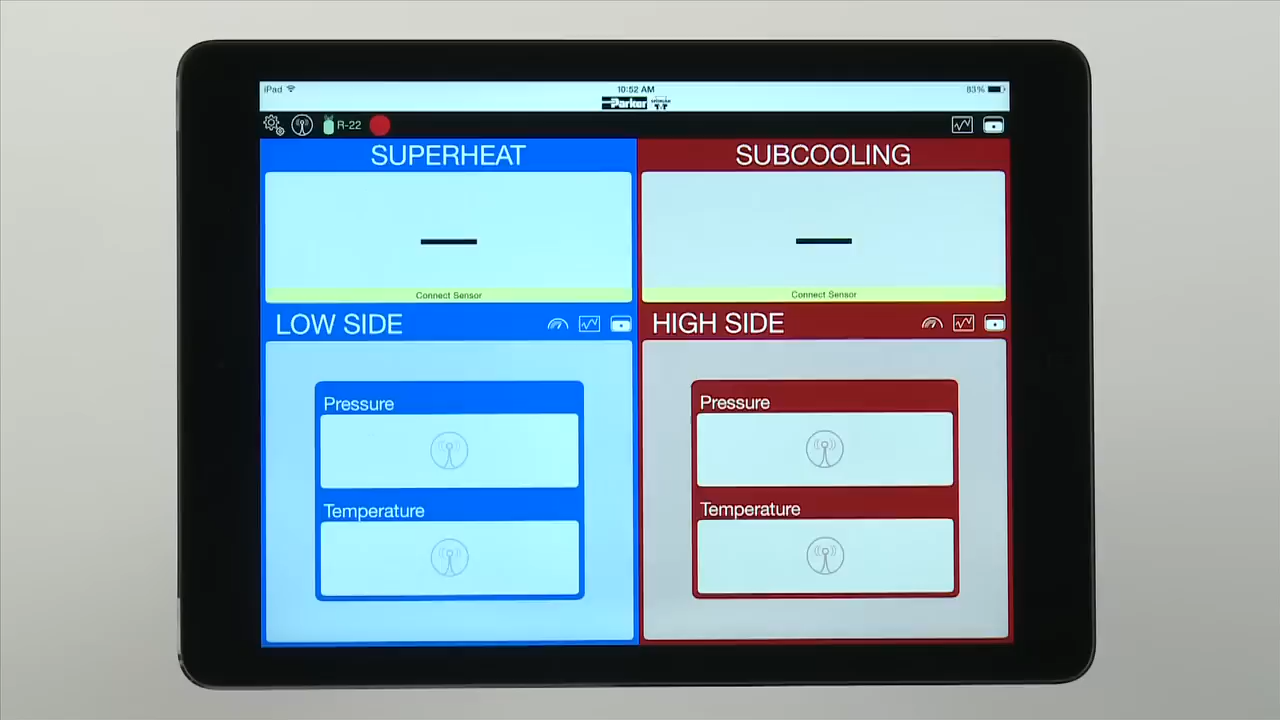 iPad 10:52 AM 83%
Parker
R-22
SUPERHEAT SUBCOOLING
Connect Sensor Connect Sensor
LOW SIDE HIGH SIDE
Pressure Pressure
Temperature Temperature